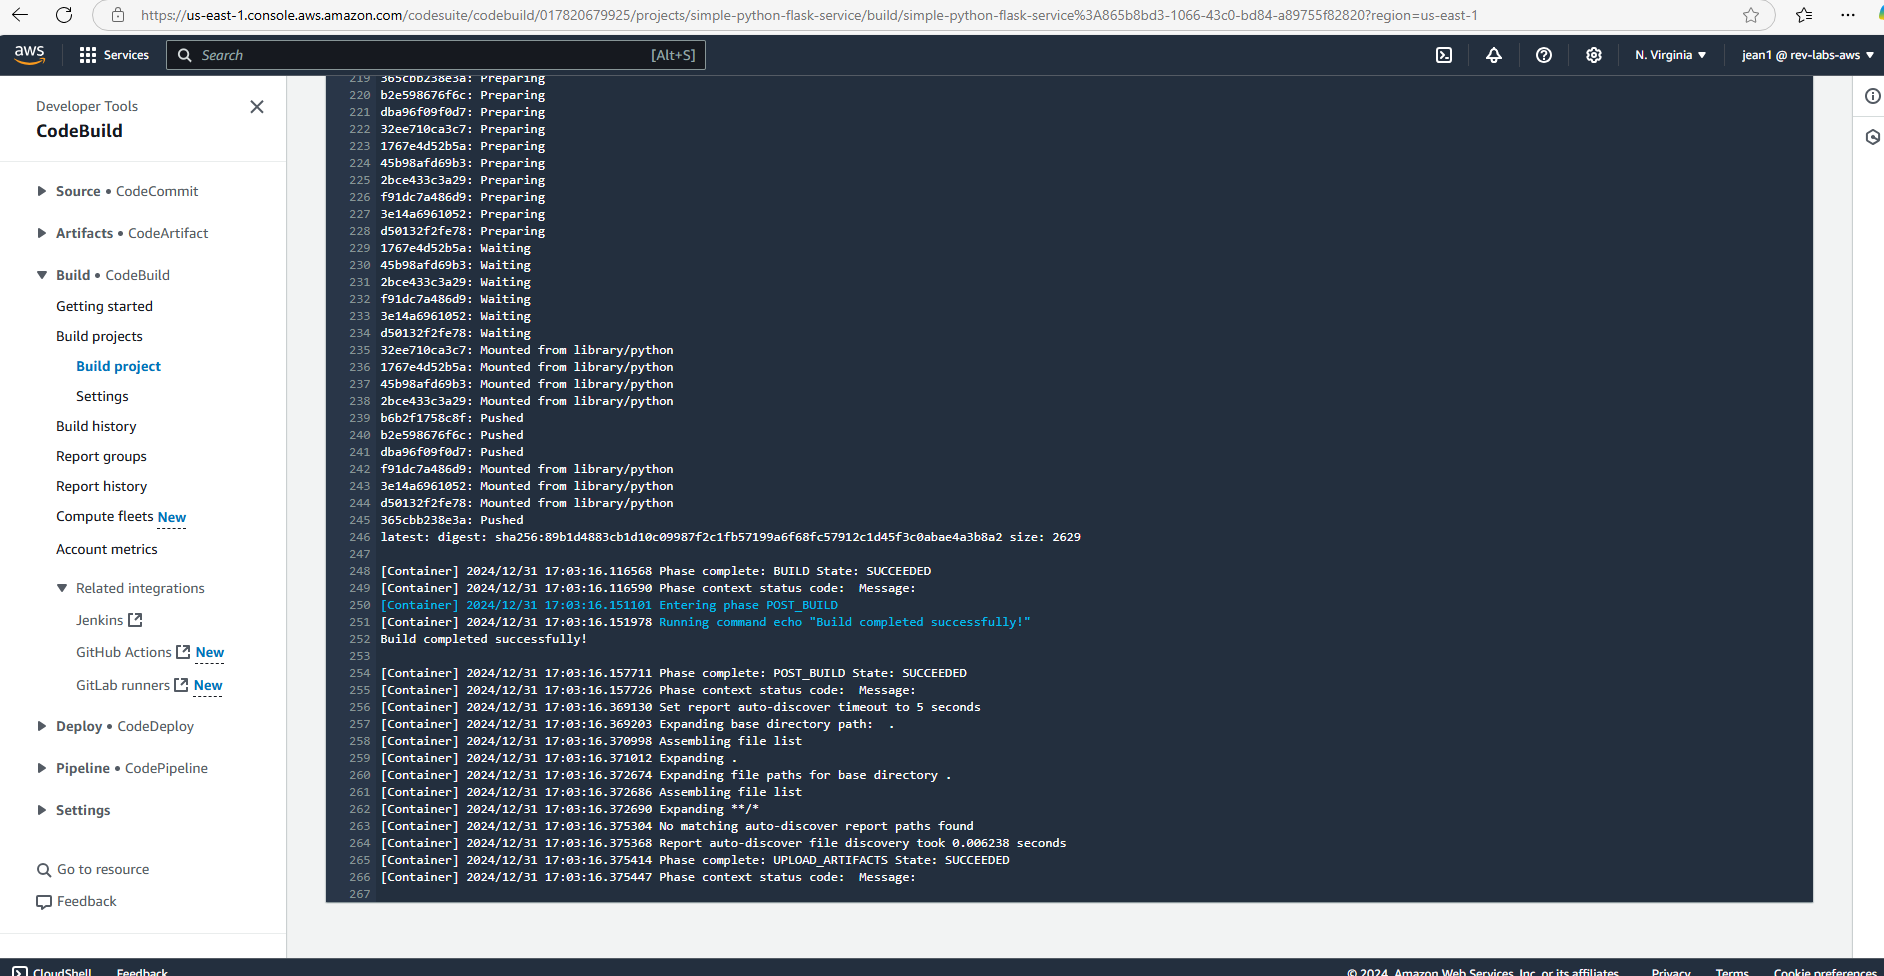 https://us-east-1.console.aws.amazon.com/codesuite/codebuild/017820679925/projects/simple-python-flask-service/build/simple-python-flask-service%3A865b8bd3-1066-43c0-bd84-a89755f82820?region=us-east-1
aws
Services
Search
[Alt+S]
N. Virginia
jean1 @ rev-labs-aws
Developer Tools
CodeBuild
Source • CodeCommit
Artifacts • CodeArtifact
Build • CodeBuild
Getting started
Build projects
Build project
Settings
Build history
Report groups
Report history
Compute fleets New
Account metrics
Related integrations
Jenkins
GitHub Actions New
GitLab runners New
Deploy • CodeDeploy
Pipeline • CodePipeline
Settings
Go to resource
Feedback
219 365cbb238e3a: Preparing
220 b2e598676f6c: Preparing
221 dba96f09f0d7: Preparing
222 32ee710ca3c7: Preparing
223 1767e4d52b5a: Preparing
224 45b98afd69b3: Preparing
225 2bce433c3a29: Preparing
226 f91dc7a486d9: Preparing
227 3e14a6961052: Preparing
228 d50132f2fe78: Preparing
229 1767e4d52b5a: Waiting
230 45b98afd69b3: Waiting
231 2bce433c3a29: Waiting
232 f91dc7a486d9: Waiting
233 3e14a6961052: Waiting
234 d50132f2fe78: Waiting
235 32ee710ca3c7: Mounted from library/python
236 1767e4d52b5a: Mounted from library/python
237 45b98afd69b3: Mounted from library/python
238 2bce433c3a29: Mounted from library/python
239 b6b2f1758c8f: Pushed
240 b2e598676f6c: Pushed
241 dba96f09f0d7: Pushed
242 f91dc7a486d9: Mounted from library/python
243 3e14a6961052: Mounted from library/python
244 d50132f2fe78: Mounted from library/python
245 365cbb238e3a: Pushed
246 latest: digest: sha256:89b1d4883cb1d10c09987f2c1fb57199a6f68fc57912c1d45f3c0abae4a3b8a2 size: 2629
247
248 [Container] 2024/12/31 17:03:16.116568 Phase complete: BUILD State: SUCCEEDED
249 [Container] 2024/12/31 17:03:16.116590 Phase context status code:  Message:
250 [Container] 2024/12/31 17:03:16.151101 Entering phase POST_BUILD
251 [Container] 2024/12/31 17:03:16.151978 Running command echo "Build completed successfully!"
252 Build completed successfully!
253
254 [Container] 2024/12/31 17:03:16.157711 Phase complete: POST_BUILD State: SUCCEEDED
255 [Container] 2024/12/31 17:03:16.157726 Phase context status code:  Message:
256 [Container] 2024/12/31 17:03:16.369130 Set report auto-discover timeout to 5 seconds
257 [Container] 2024/12/31 17:03:16.369203 Expanding base directory path:  .
258 [Container] 2024/12/31 17:03:16.370998 Assembling file list
259 [Container] 2024/12/31 17:03:16.371012 Expanding .
260 [Container] 2024/12/31 17:03:16.372674 Expanding file paths for base directory .
261 [Container] 2024/12/31 17:03:16.372686 Assembling file list
262 [Container] 2024/12/31 17:03:16.372690 Expanding **/*
263 [Container] 2024/12/31 17:03:16.375304 No matching auto-discover report paths found
264 [Container] 2024/12/31 17:03:16.375368 Report auto-discover file discovery took 0.006238 seconds
265 [Container] 2024/12/31 17:03:16.375414 Phase complete: UPLOAD_ARTIFACTS State: SUCCEEDED
266 [Container] 2024/12/31 17:03:16.375447 Phase context status code:  Message:
267
CloudShell
Feedback
© 2024, Amazon Web Services, Inc. or its affiliates.
Privacy
Terms
Cookie preferences